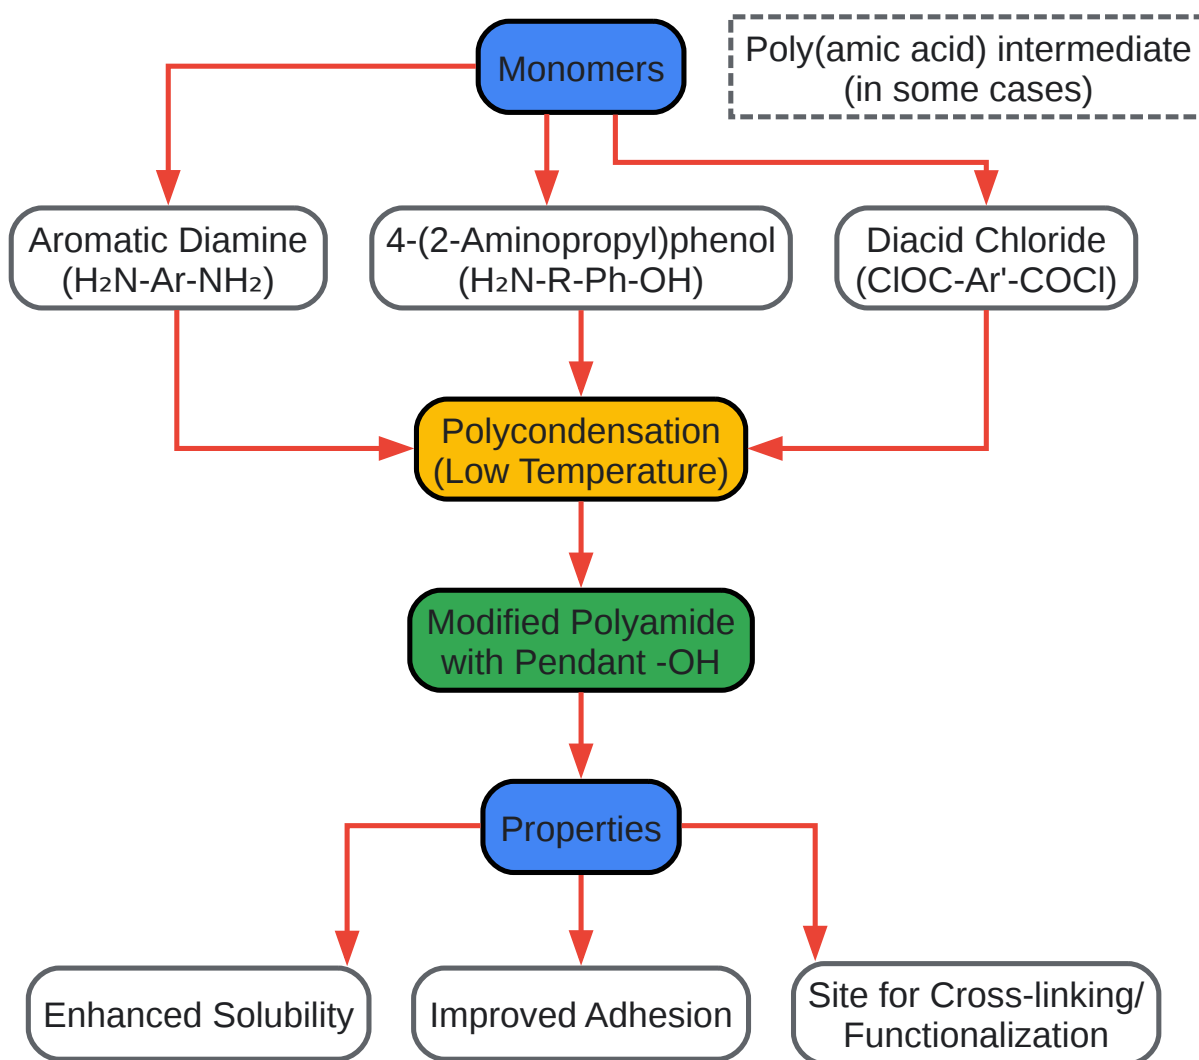 Monomers
Poly(amic acid) intermediate
(in some cases)
Aromatic Diamine
(H₂N-Ar-NH₂)
4-(2-Aminopropyl)phenol
(H₂N-R-Ph-OH)
Diacid Chloride
(ClOC-Ar'-COCl)
Polycondensation
(Low Temperature)
Modified Polyamide
with Pendant -OH
Properties
Enhanced Solubility
Improved Adhesion
Site for Cross-linking/
Functionalization